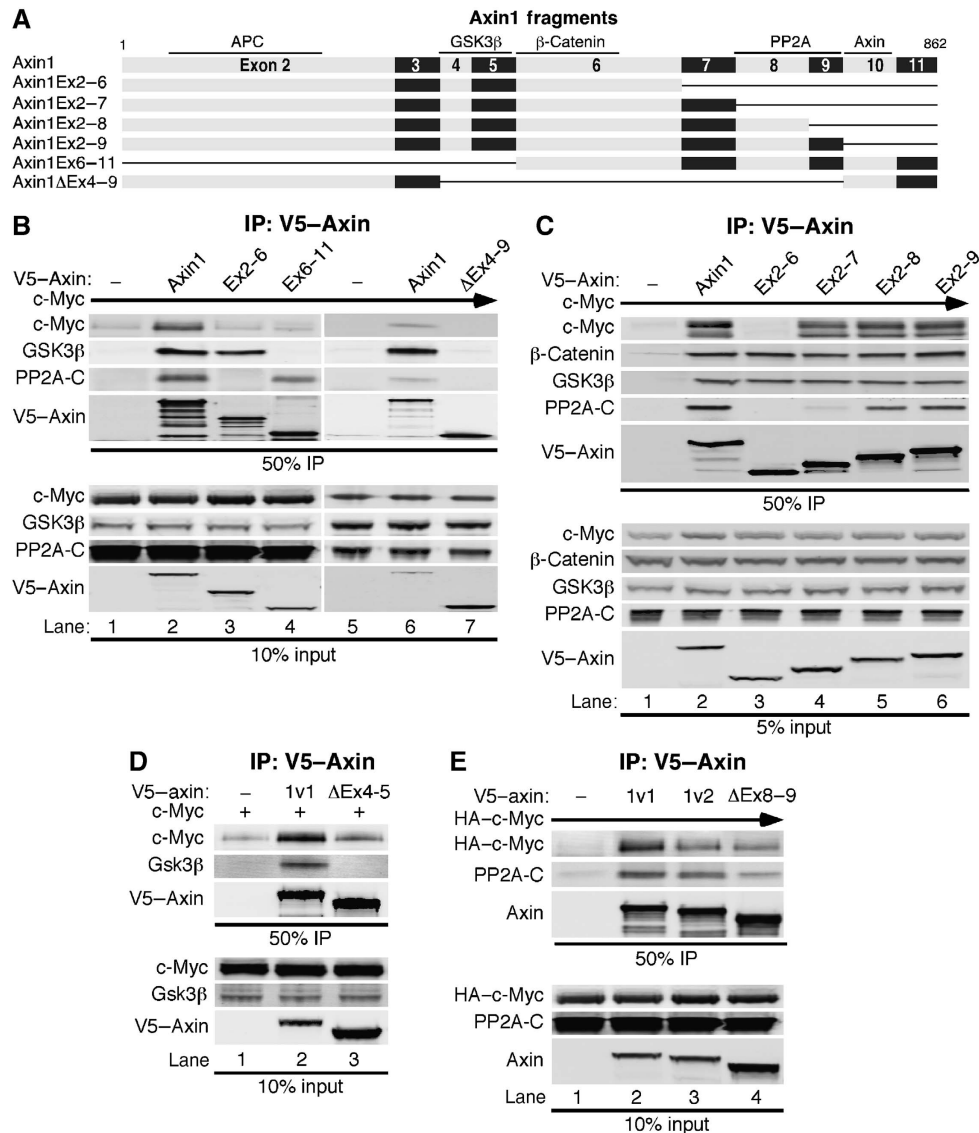 A
Axin1 fragments
1 APC GSK3β β-Catenin PP2A Axin 862
Axin1 Exon 2 3 4 5 6 7 8 9 10 11
Axin1Ex2–6
Axin1Ex2–7
Axin1Ex2–8
Axin1Ex2–9
Axin1Ex6–11
Axin1ΔEx4–9
B
IP: V5–Axin
V5–Axin: – Axin1 Ex2–6 Ex6–11 – Axin1 ΔEx4–9
c-Myc
c-Myc
GSK3β
PP2A-C
V5–Axin
50% IP
c-Myc
GSK3β
PP2A-C
V5–Axin
Lane: 1 2 3 4 5 6 7
10% input
C
IP: V5–Axin
V5–Axin: – Axin1 Ex2–6 Ex2–7 Ex2–8 Ex2–9
c-Myc
c-Myc
β-Catenin
GSK3β
PP2A-C
V5–Axin
50% IP
c-Myc
β-Catenin
GSK3β
PP2A-C
V5–Axin
Lane: 1 2 3 4 5 6
5% input
D
IP: V5–Axin
V5–axin: – 1v1 ΔEx4-5
c-Myc + + +
c-Myc
Gsk3β
V5–Axin
50% IP
c-Myc
Gsk3β
V5–Axin
Lane 1 2 3
10% input
E
IP: V5–Axin
V5–axin: – 1v1 1v2 ΔEx8–9
HA–c-Myc
HA–c-Myc
PP2A-C
Axin
50% IP
HA–c-Myc
PP2A-C
Axin
Lane 1 2 3 4
10% input